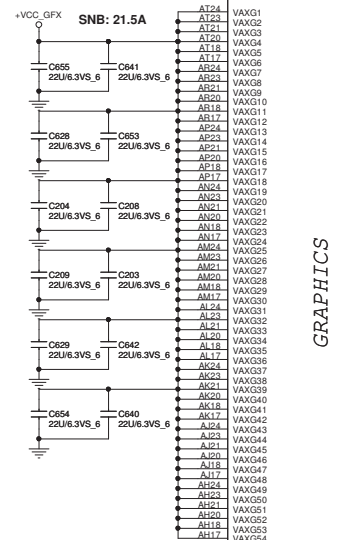 +VCC_GFX
SNB: 21.5A
C655
22U/6.3VS_6
C641
22U/6.3VS_6
C628
22U/6.3VS_6
C653
22U/6.3VS_6
C204
22U/6.3VS_6
C208
22U/6.3VS_6
C209
22U/6.3VS_6
C203
22U/6.3VS_6
C629
22U/6.3VS_6
C642
22U/6.3VS_6
C654
22U/6.3VS_6
C640
22U/6.3VS_6
AT24 VAXG1
AT23 VAXG2
AT21 VAXG3
AT20 VAXG4
AT18 VAXG5
AT17 VAXG6
AR24 VAXG7
AR23 VAXG8
AR21 VAXG9
AR20 VAXG10
AR18 VAXG11
AR17 VAXG12
AP24 VAXG13
AP23 VAXG14
AP21 VAXG15
AP20 VAXG16
AP18 VAXG17
AP17 VAXG18
AN24 VAXG19
AN23 VAXG20
AN21 VAXG21
AN20 VAXG22
AN18 VAXG23
AN17 VAXG24
AM24 VAXG25
AM23 VAXG26
AM21 VAXG27
AM20 VAXG28
AM18 VAXG29
AM17 VAXG30
AL24 VAXG31
AL23 VAXG32
AL21 VAXG33
AL20 VAXG34
AL18 VAXG35
AL17 VAXG36
AK24 VAXG37
AK23 VAXG38
AK21 VAXG39
AK20 VAXG40
AK18 VAXG41
AK17 VAXG42
AJ24 VAXG43
AJ23 VAXG44
AJ21 VAXG45
AJ20 VAXG46
AJ18 VAXG47
AJ17 VAXG48
AH24 VAXG49
AH23 VAXG50
AH21 VAXG51
AH20 VAXG52
AH18 VAXG53
AH17 VAXG54
GRAPHICS